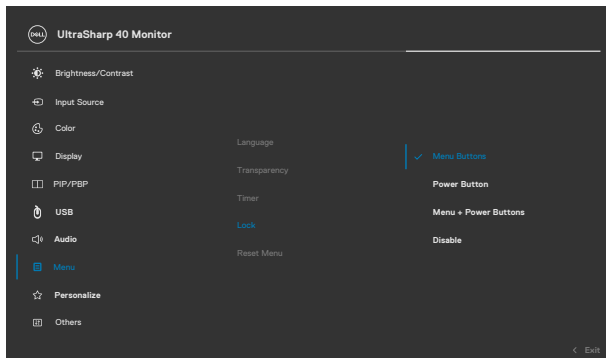 DELL
UltraSharp 40 Monitor
Brightness/Contrast
Input Source
Color
Display
PIP/PBP
USB
Audio
Menu
Personalize
Others
Language
Transparency
Timer
Lock
Reset Menu
Menu Buttons
Power Button
Menu + Power Buttons
Disable
Exit